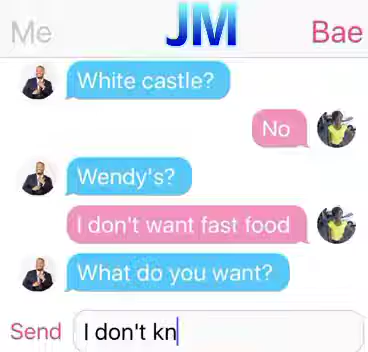 JM
Me Bae
White castle?
No
Wendy's?
I don't want fast food
What do you want?
Send I don't kn